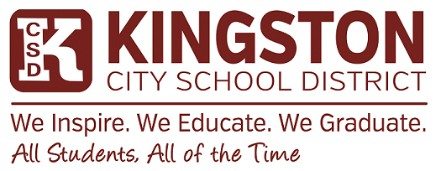 K
CSD
KINGSTON
CITY SCHOOL DISTRICT
We Inspire. We Educate. We Graduate.
All Students, All of the Time